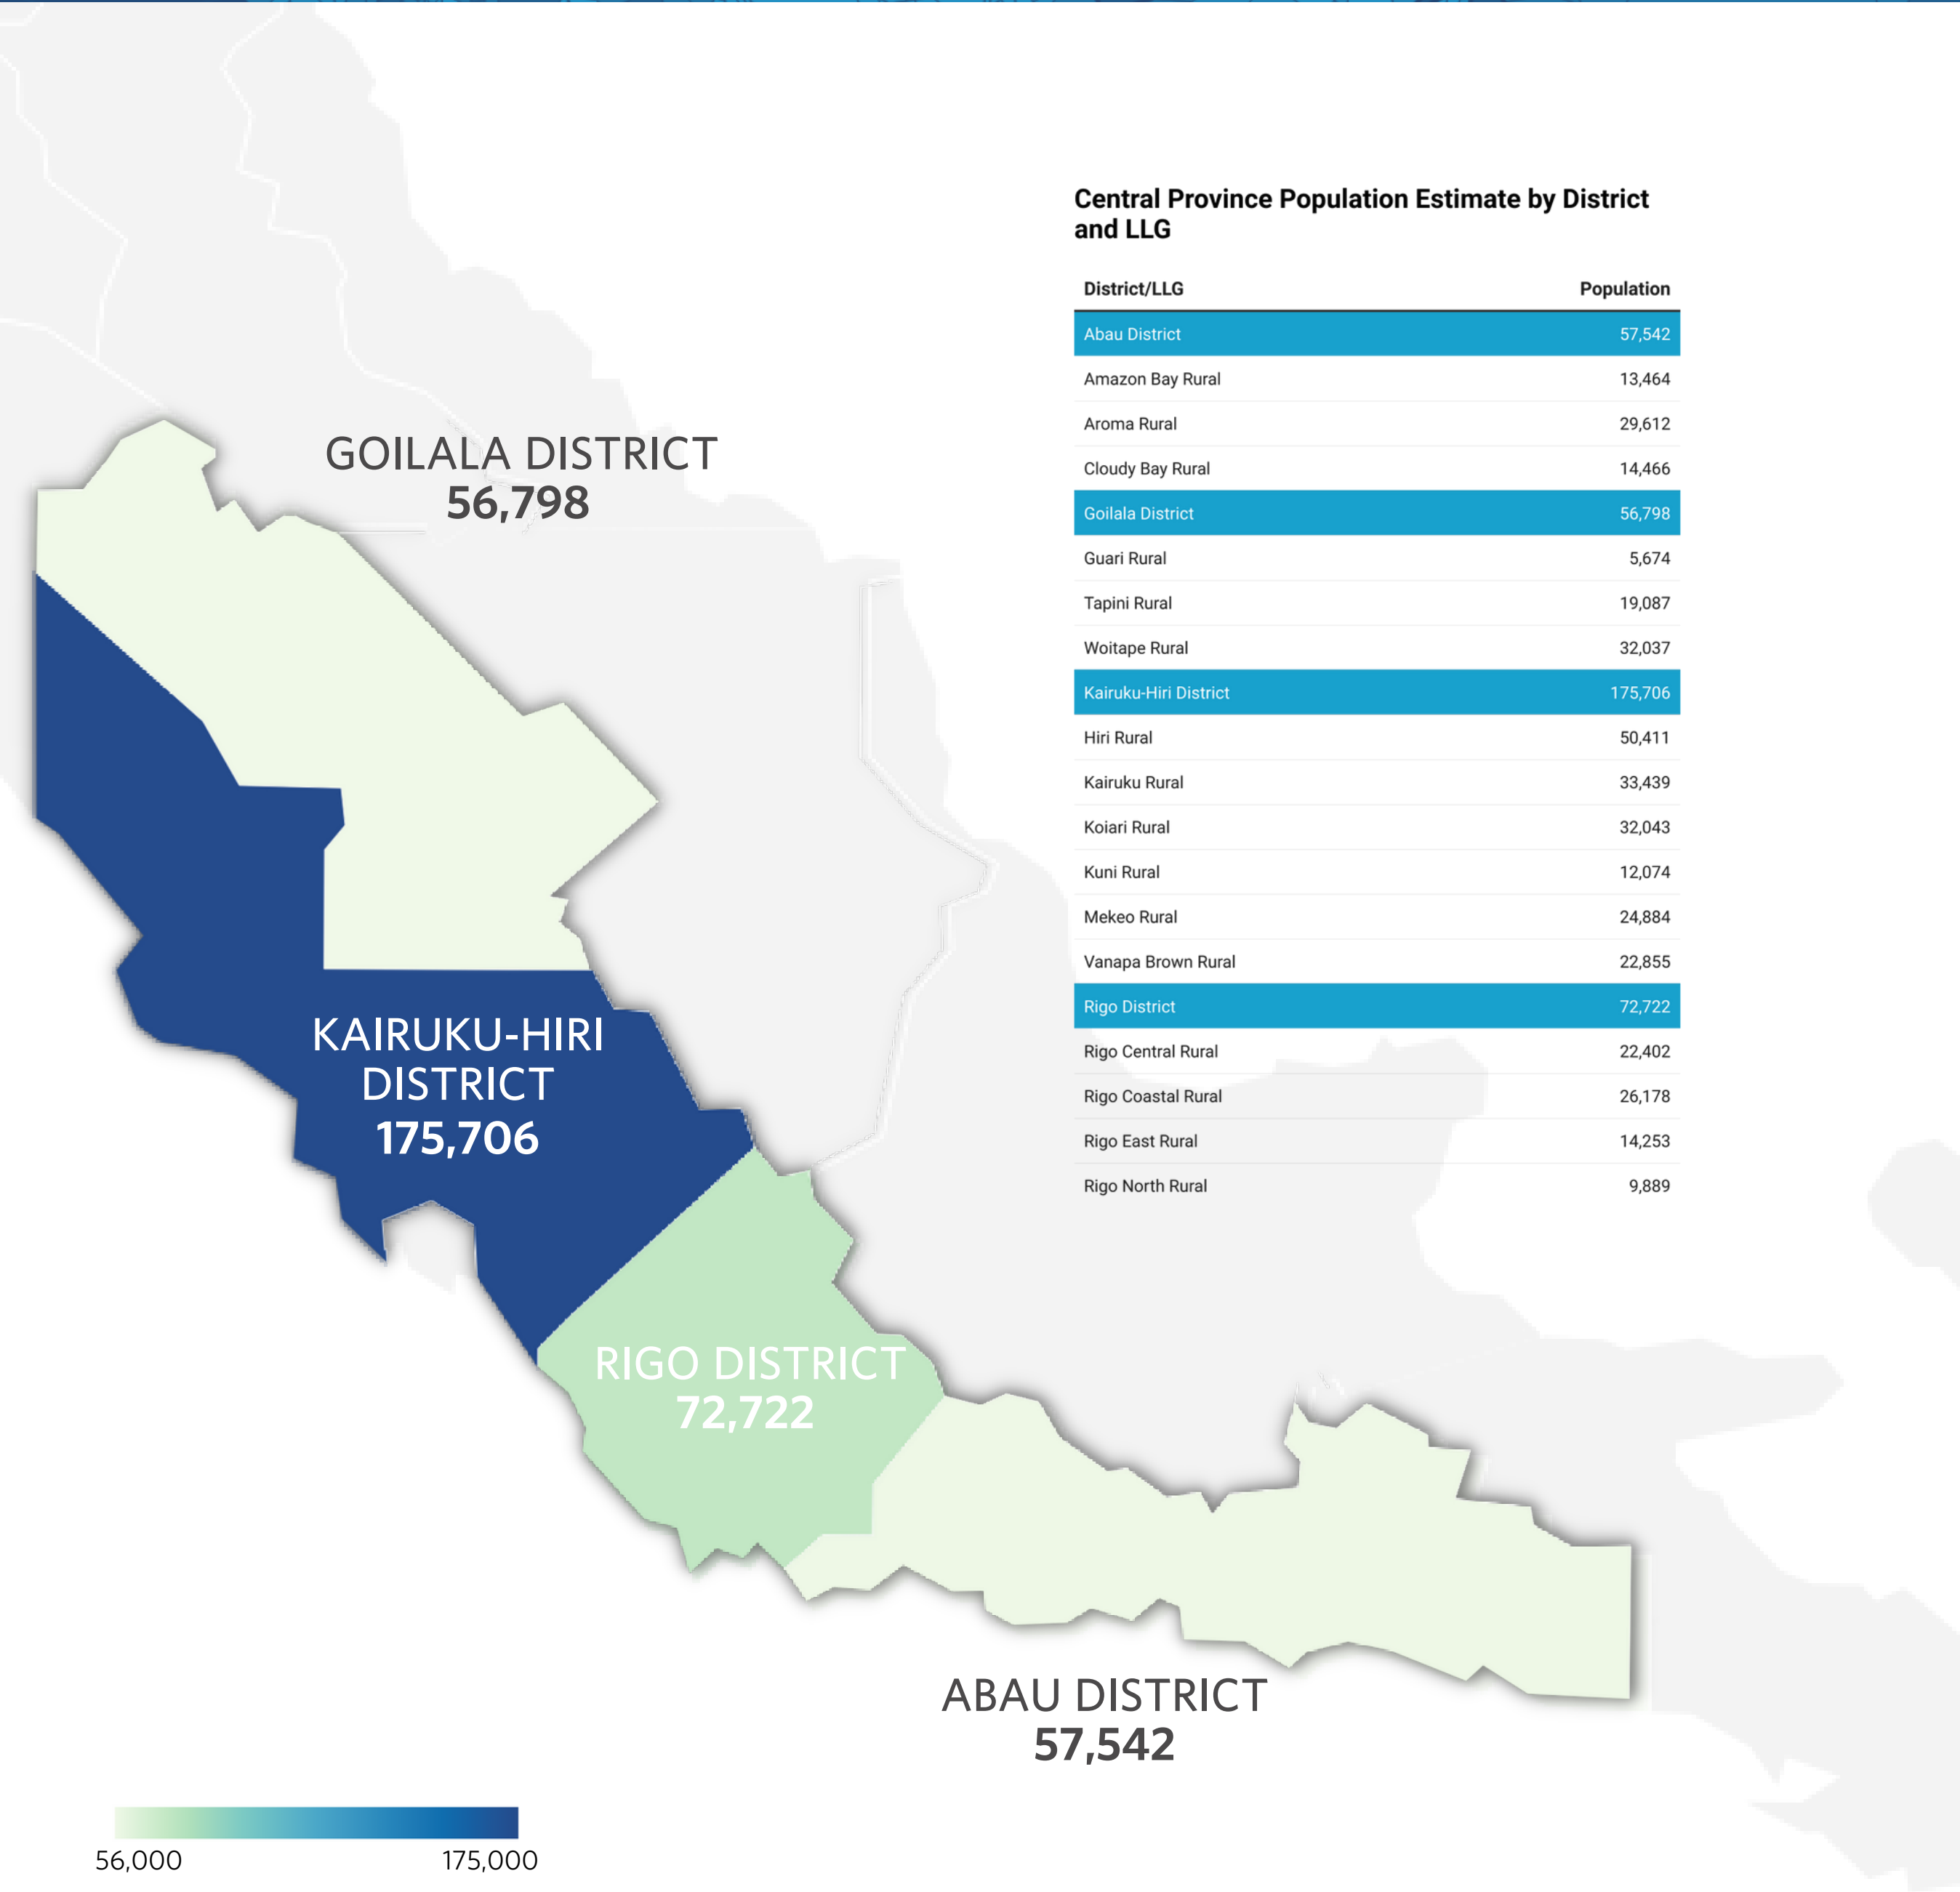 Central Province Population Estimate by District
and LLG
District/LLG Population
Abau District 57,542
Amazon Bay Rural 13,464
Aroma Rural 29,612
Cloudy Bay Rural 14,466
Goilala District 56,798
Guari Rural 5,674
Tapini Rural 19,087
Woitape Rural 32,037
Kairuku-Hiri District 175,706
Hiri Rural 50,411
Kairuku Rural 33,439
Koiari Rural 32,043
Kuni Rural 12,074
Mekeo Rural 24,884
Vanapa Brown Rural 22,855
Rigo District 72,722
Rigo Central Rural 22,402
Rigo Coastal Rural 26,178
Rigo East Rural 14,253
Rigo North Rural 9,889
GOILALA DISTRICT
56,798
KAIRUKU-HIRI
DISTRICT
175,706
RIGO DISTRICT
72,722
ABAU DISTRICT
57,542
56,000 175,000